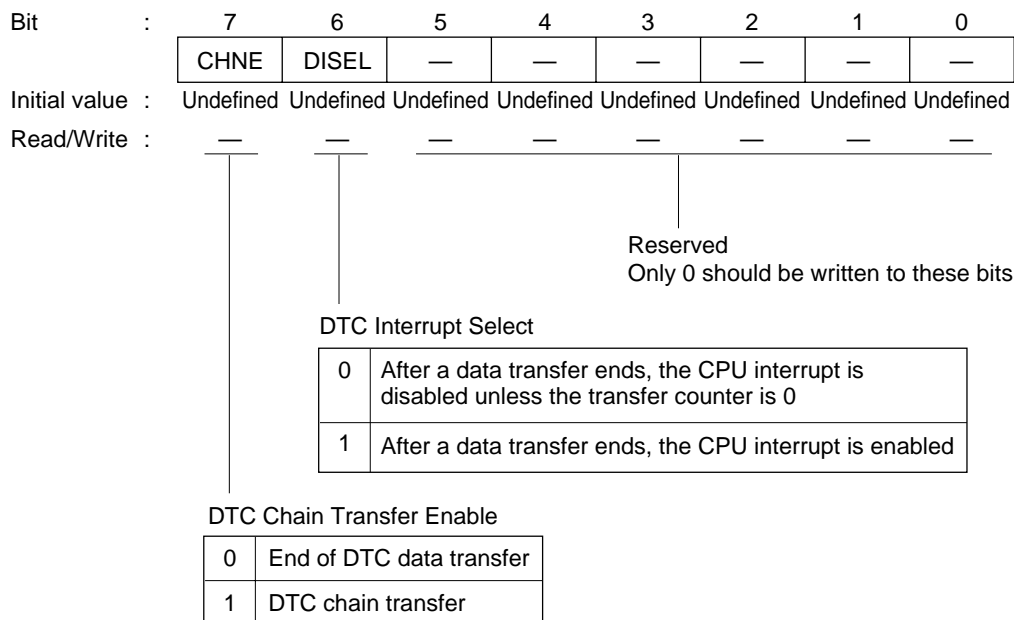 Bit : 7 6 5 4 3 2 1 0
CHNE DISEL — — — — — —
Initial value : Undefined Undefined Undefined Undefined Undefined Undefined Undefined Undefined
Read/Write : — — — — — — — —
Reserved
Only 0 should be written to these bits
DTC Interrupt Select
0 After a data transfer ends, the CPU interrupt is
disabled unless the transfer counter is 0
1 After a data transfer ends, the CPU interrupt is enabled
DTC Chain Transfer Enable
0 End of DTC data transfer
1 DTC chain transfer